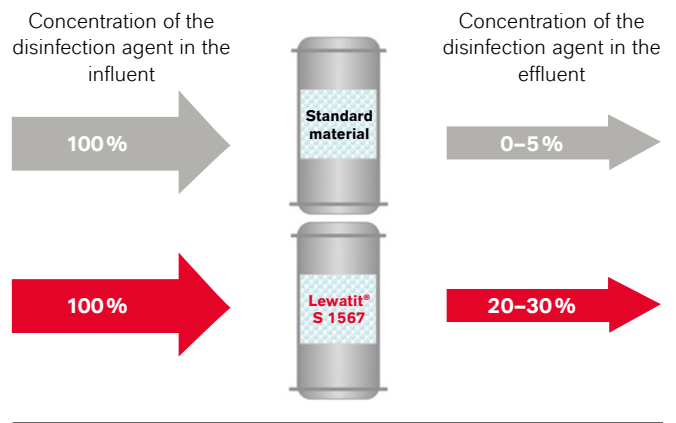 Concentration of the
disinfection agent in the
influent
Concentration of the
disinfection agent in the
effluent
100 %
Standard
material
0–5 %
100 %
Lewatit®
S 1567
20–30 %